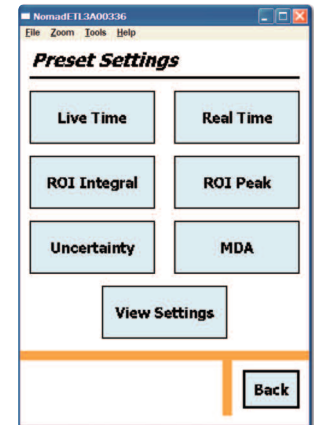 NomadETL3A00336
File Zoom Tools Help
Preset Settings
Live Time Real Time
ROI Integral ROI Peak
Uncertainty MDA
View Settings
Back